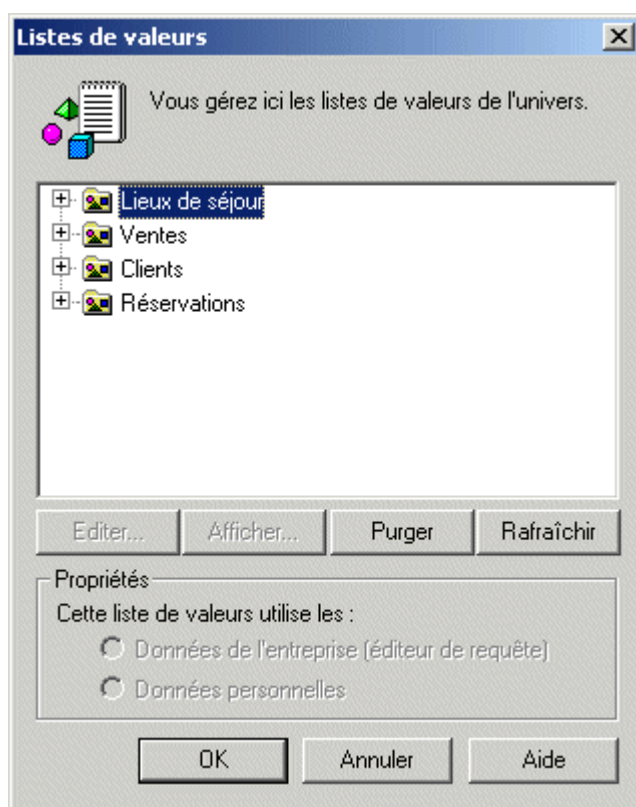 Listes de valeurs
Vous gérez ici les listes de valeurs de l'univers.
Lieux de séjour
Ventes
Clients
Réservations
Editer... Afficher... Purger Rafraîchir
Propriétés
Cette liste de valeurs utilise les :
Données de l'entreprise (éditeur de requête)
Données personnelles
OK Annuler Aide